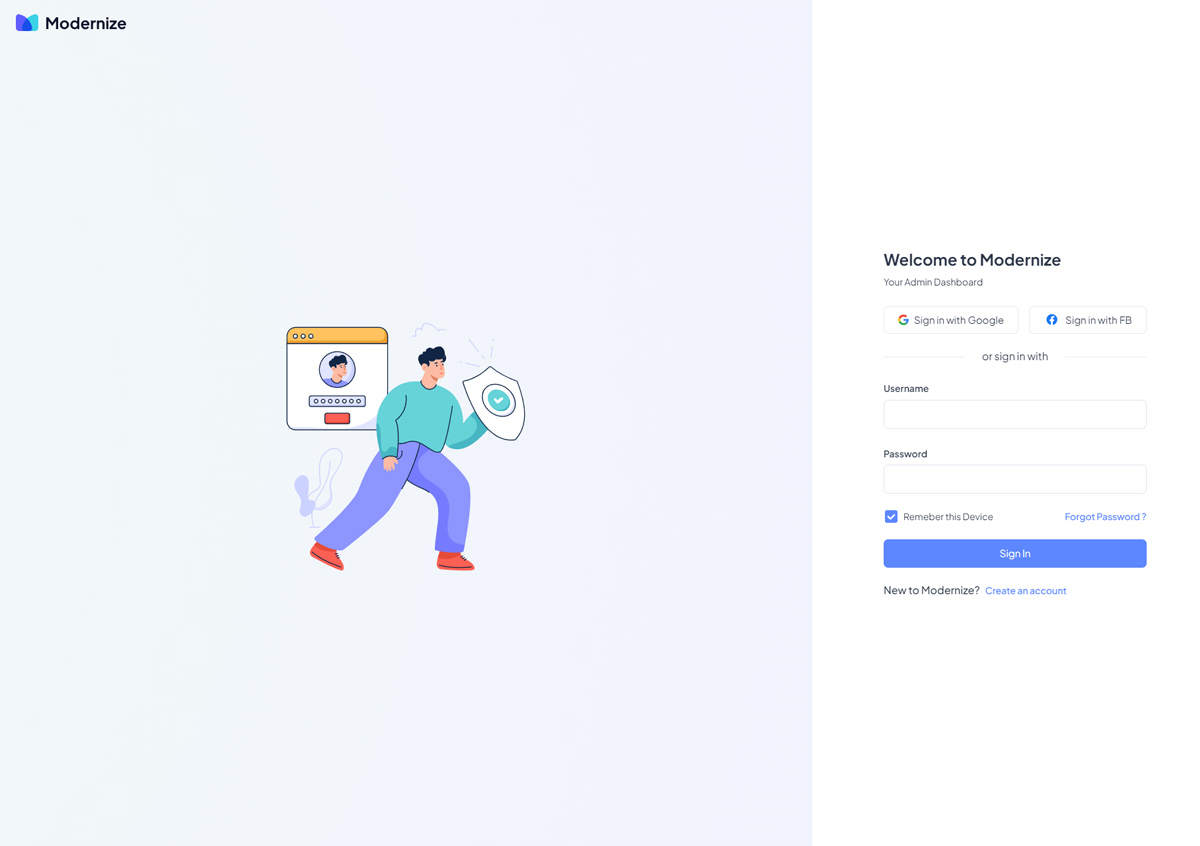 Modernize
Welcome to Modernize
Your Admin Dashboard
Sign in with Google
Sign in with FB
or sign in with
Username
Password
Remeber this Device
Forgot Password ?
Sign In
New to Modernize? Create an account